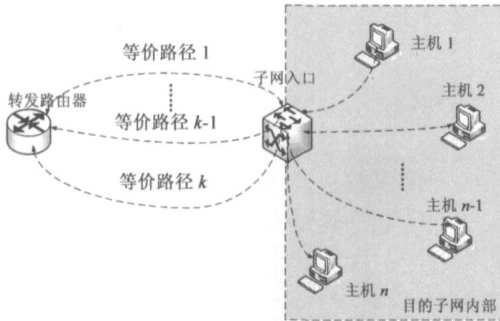 等价路径 1
主机 1
子网入口
转发路由器
主机 2
等价路径 k-1
等价路径 k
主机 n-1
主机 n
目的子网内部